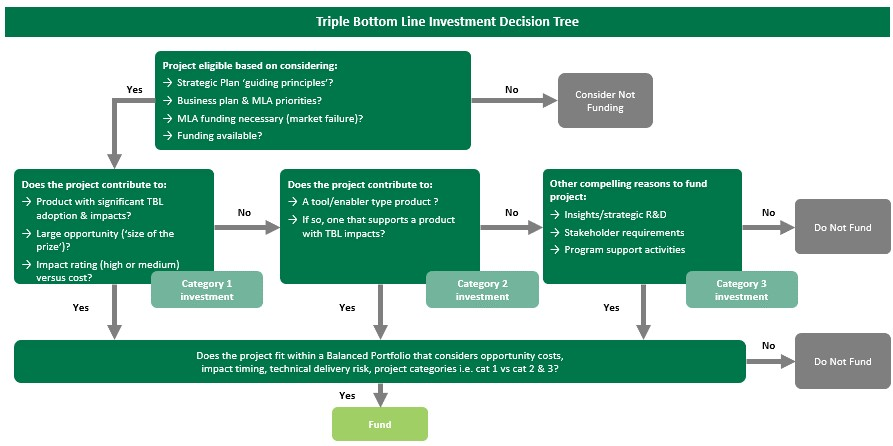 Triple Bottom Line Investment Decision Tree
Project eligible based on considering:
→ Strategic Plan ‘guiding principles’?
→ Business plan & MLA priorities?
→ MLA funding necessary (market failure)?
→ Funding available?
Yes
No
Consider Not
Funding
Does the project contribute to:
→ Product with significant TBL
adoption & impacts?
→ Large opportunity (‘size of the
prize’)?
→ Impact rating (high or medium)
versus cost?
Category 1
investment
No
Does the project contribute to:
→ A tool/enabler type product ?
→ If so, one that supports a product
with TBL impacts?
Category 2
investment
No
Other compelling reasons to fund
project:
→ Insights/strategic R&D
→ Stakeholder requirements
→ Program support activities
Category 3
investment
No
Do Not Fund
Yes
Yes
Yes
Does the project fit within a Balanced Portfolio that considers opportunity costs,
impact timing, technical delivery risk, project categories i.e. cat 1 vs cat 2 & 3?
No
Do Not Fund
Yes
Fund